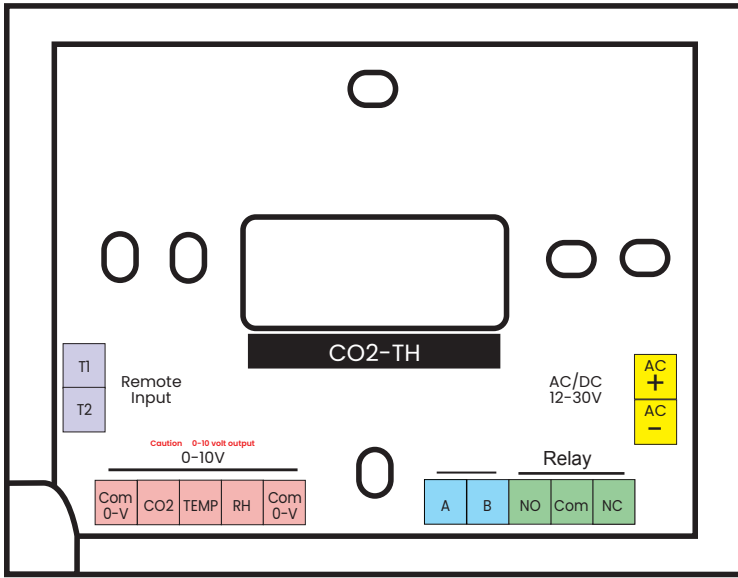 CO2-TH
T1
T2
Remote
Input
AC/DC
12-30V
AC
+
AC
-
Caution 0-10 volt output
0-10V
Relay
Com
0-V
CO2
TEMP
RH
Com
0-V
A
B
NO
Com
NC